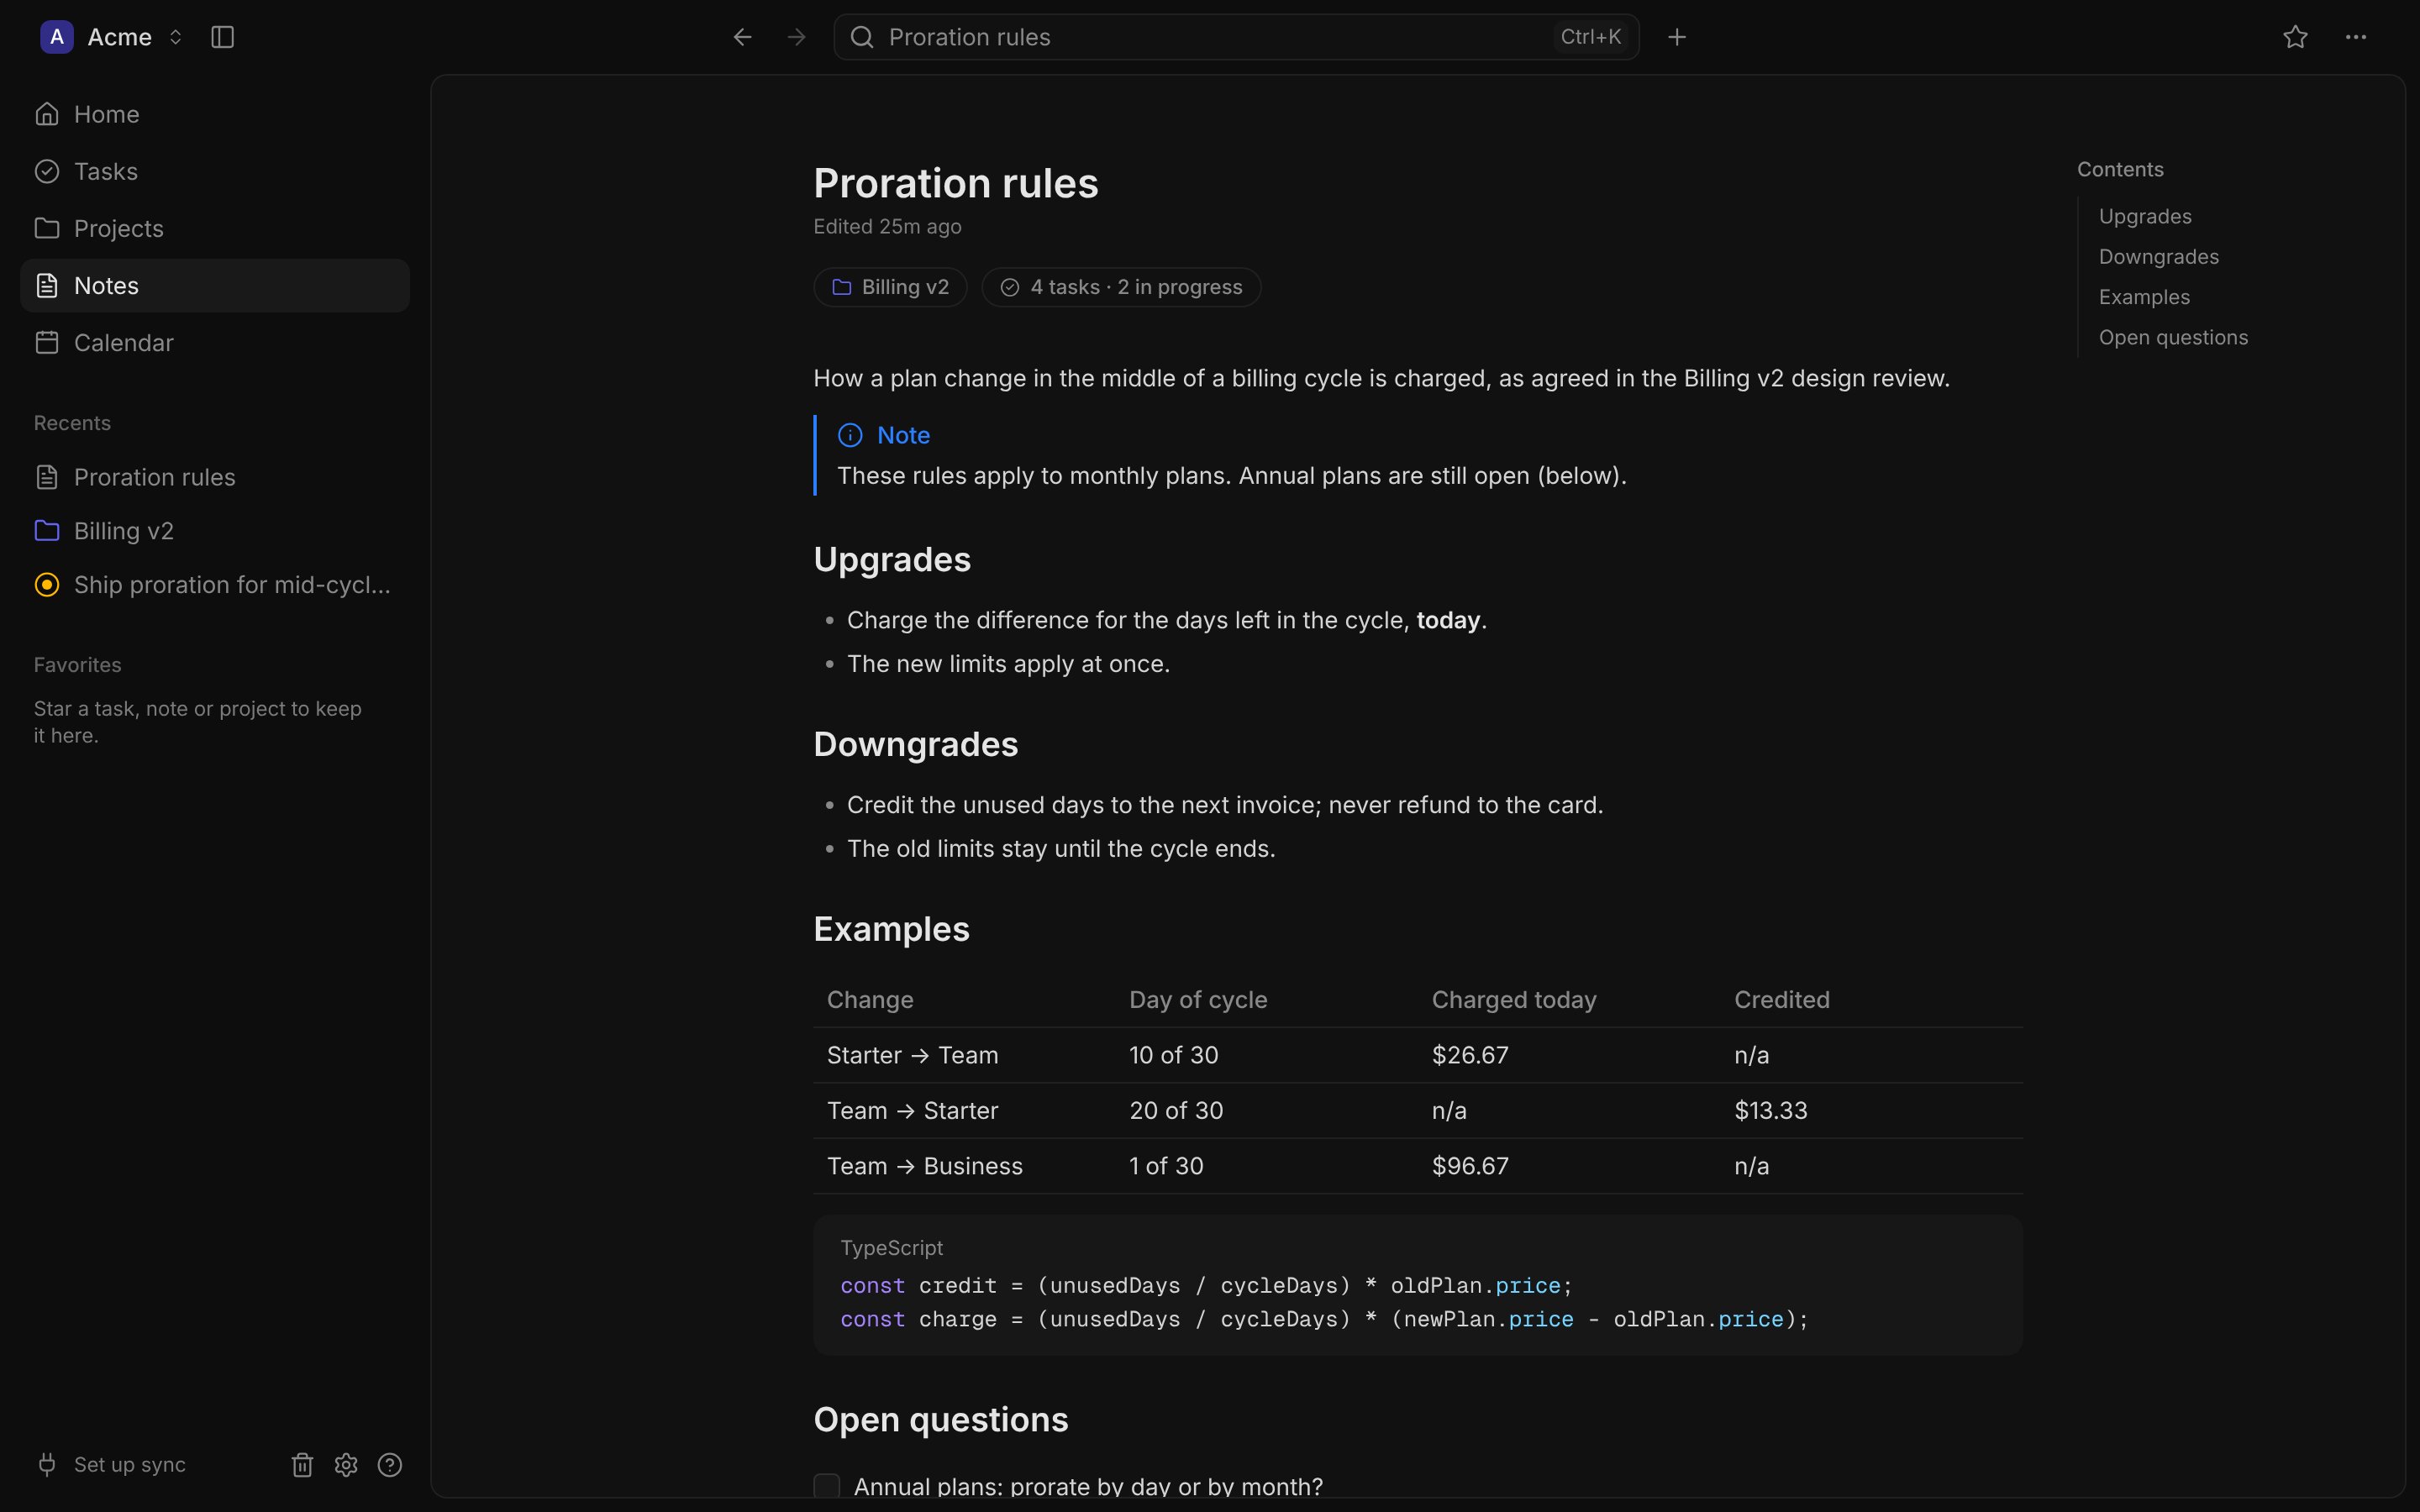 A Acme
Proration rules
Ctrl+K
Home
Tasks
Projects
Notes
Calendar
Recents
Proration rules
Billing v2
Ship proration for mid-cycl...
Favorites
Star a task, note or project to keep
it here.
Set up sync
Proration rules
Edited 25m ago
Billing v2
4 tasks · 2 in progress
How a plan change in the middle of a billing cycle is charged, as agreed in the Billing v2 design review.
Note
These rules apply to monthly plans. Annual plans are still open (below).
Upgrades
• Charge the difference for the days left in the cycle, today.
• The new limits apply at once.
Downgrades
• Credit the unused days to the next invoice; never refund to the card.
• The old limits stay until the cycle ends.
Examples
Change Day of cycle Charged today Credited
Starter → Team 10 of 30 $26.67 n/a
Team → Starter 20 of 30 n/a $13.33
Team → Business 1 of 30 $96.67 n/a
TypeScript
const credit = (unusedDays / cycleDays) * oldPlan.price;
const charge = (unusedDays / cycleDays) * (newPlan.price - oldPlan.price);
Open questions
Annual plans: prorate by day or by month?
Contents
Upgrades
Downgrades
Examples
Open questions